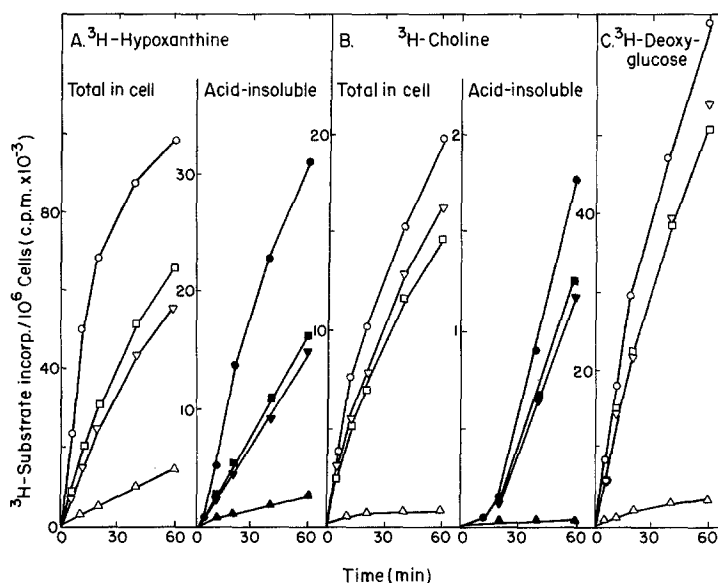 A. ³H-Hypoxanthine
B. ³H-Choline
C. ³H-Deoxy-
glucose
Total in cell
Acid-insoluble
Total in cell
Acid-insoluble
³H-Substrate incorp./10⁶ Cells (c.p.m. x10⁻³)
80
40
0
30
20
10
20
10
2
1
40
20
0 30 60 0 30 60 0 30 60 0 30 60 0 30 60
Time (min)